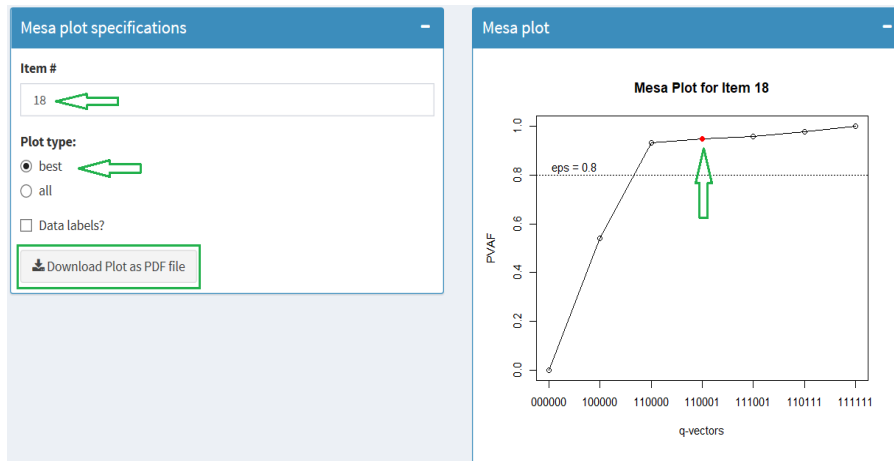 Mesa plot specifications
Item #
18
Plot type:
best
all
Data labels?
Download Plot as PDF file
Mesa plot
Mesa Plot for Item 18
1.0
0.8
0.6
0.4
0.2
0.0
PVAF
eps = 0.8
000000 100000 110000 110001 111001 110111 111111
q-vectors